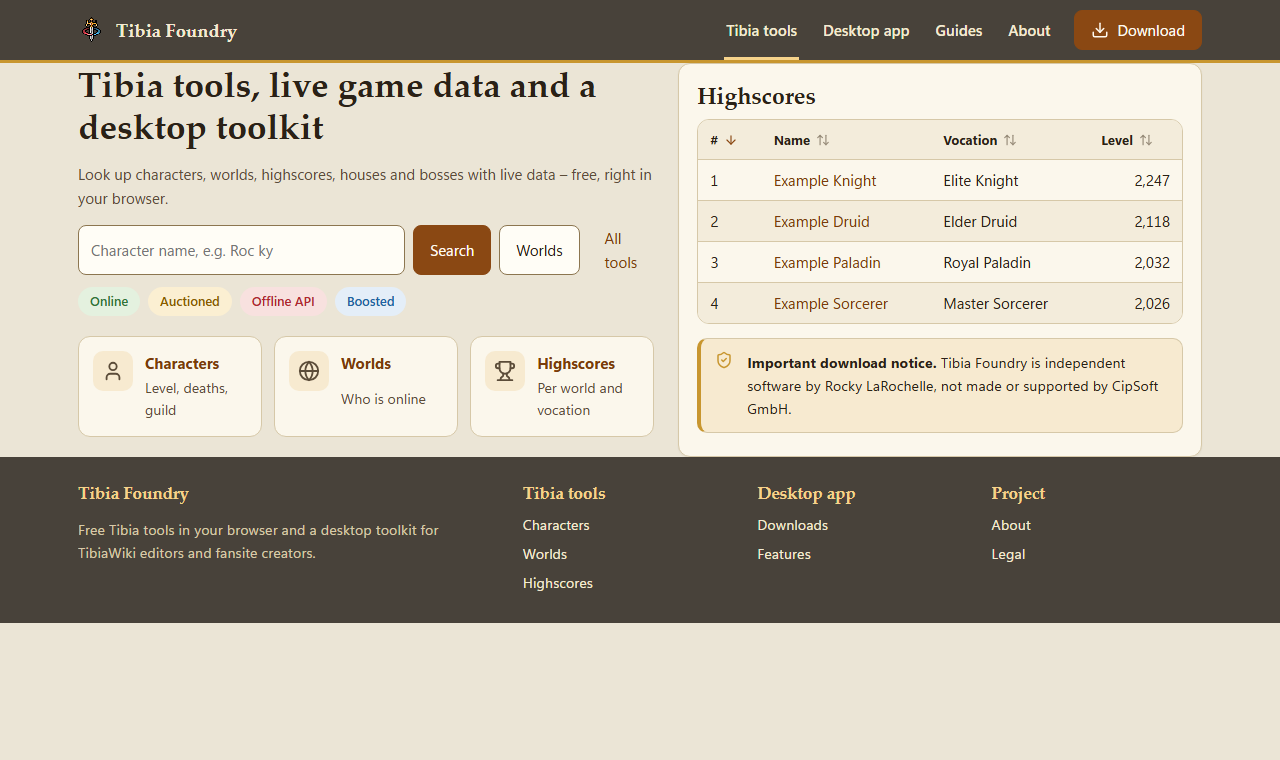 Tibia Foundry
Tibia tools
Desktop app
Guides
About
Download
Tibia tools, live game data and a
desktop toolkit
Look up characters, worlds, highscores, houses and bosses with live data – free, right in
your browser.
Character name, e.g. Roc ky
Search
Worlds
All
tools
Online
Auctioned
Offline API
Boosted
Characters
Level, deaths,
guild
Worlds
Who is online
Highscores
Per world and
vocation
Highscores
# Name Vocation Level
1 Example Knight Elite Knight 2,247
2 Example Druid Elder Druid 2,118
3 Example Paladin Royal Paladin 2,032
4 Example Sorcerer Master Sorcerer 2,026
Important download notice. Tibia Foundry is independent
software by Rocky LaRochelle, not made or supported by CipSoft
GmbH.
Tibia Foundry
Free Tibia tools in your browser and a desktop toolkit for
TibiaWiki editors and fansite creators.
Tibia tools
Characters
Worlds
Highscores
Desktop app
Downloads
Features
Project
About
Legal